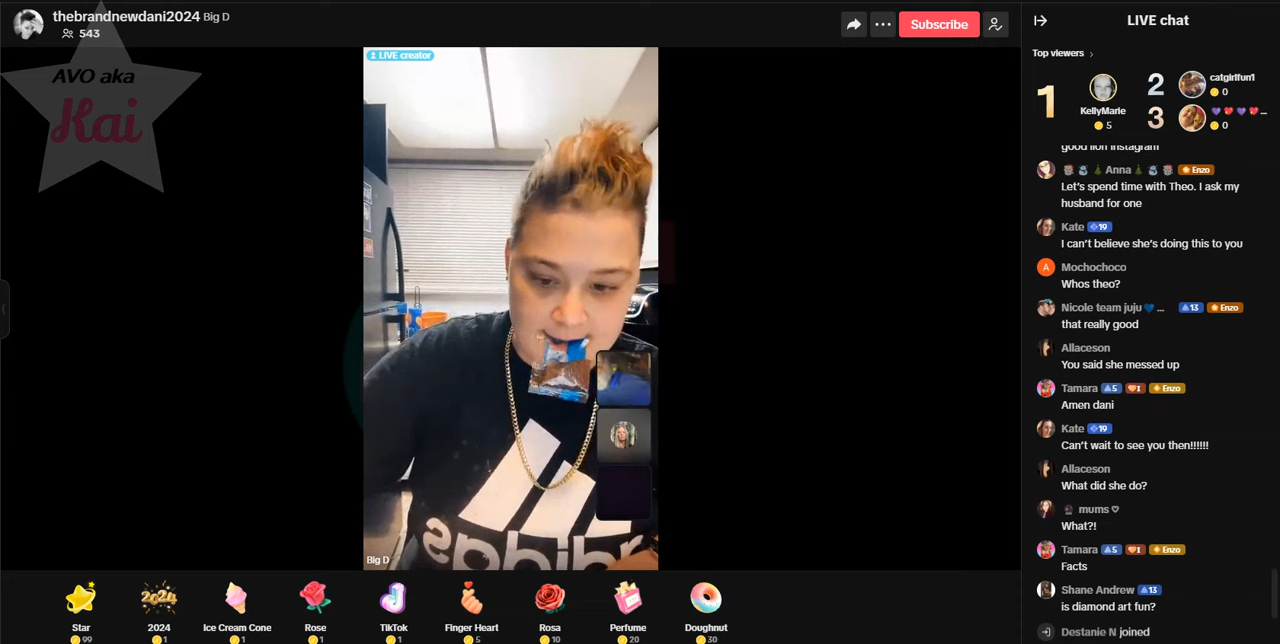 thebrandnewdani2024 Big D
543
Subscribe
LIVE chat
AVO aka
Kai
LIVE creator
Top viewers
1
KellyMarie
5
2
catgirlfun1
0
3
0
good lion Instagram
Anna Enzo
Let's spend time with Theo. I ask my
husband for one
Kate 19
I can't believe she's doing this to you
A
Mochochoco
Whos theo?
Nicole team juju ... 13 Enzo
that really good
Allaceson
You said she messed up
Tamara 5 1 Enzo
Amen dani
Kate 19
Can't wait to see you then!!!!!!
Allaceson
What did she do?
mums
What?!
Tamara 5 1 Enzo
Facts
Shane Andrew 13
is diamond art fun?
Destanie N joined
adidas
Big D
2024
Star
99
2024
1
Ice Cream Cone
1
Rose
1
TikTok
1
Finger Heart
5
Rosa
10
Perfume
20
Doughnut
30